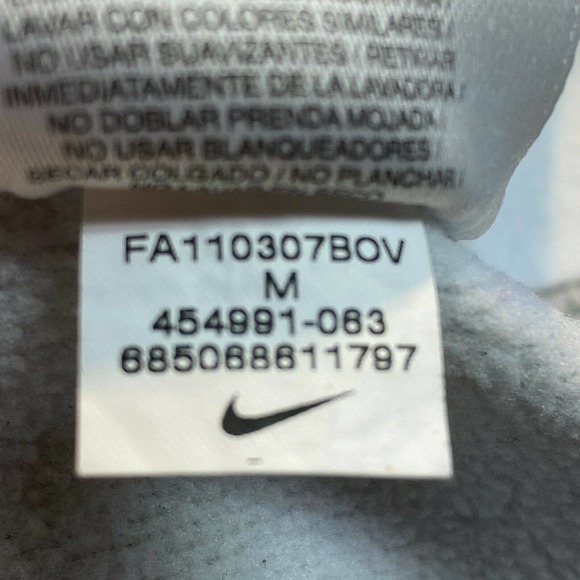 LAVAR CON COLORES SIMILARES/
NO USAR SUAVIZANTES / RETIRAR
INMEDIATAMENTE DE LA LAVADORA /
NO DOBLAR PRENDA MOJADA/
NO USAR BLANQUEADORES /
SECAR COLGADO / NO PLANCHAR /
FA110307BOV
M
454991-063
685068611797